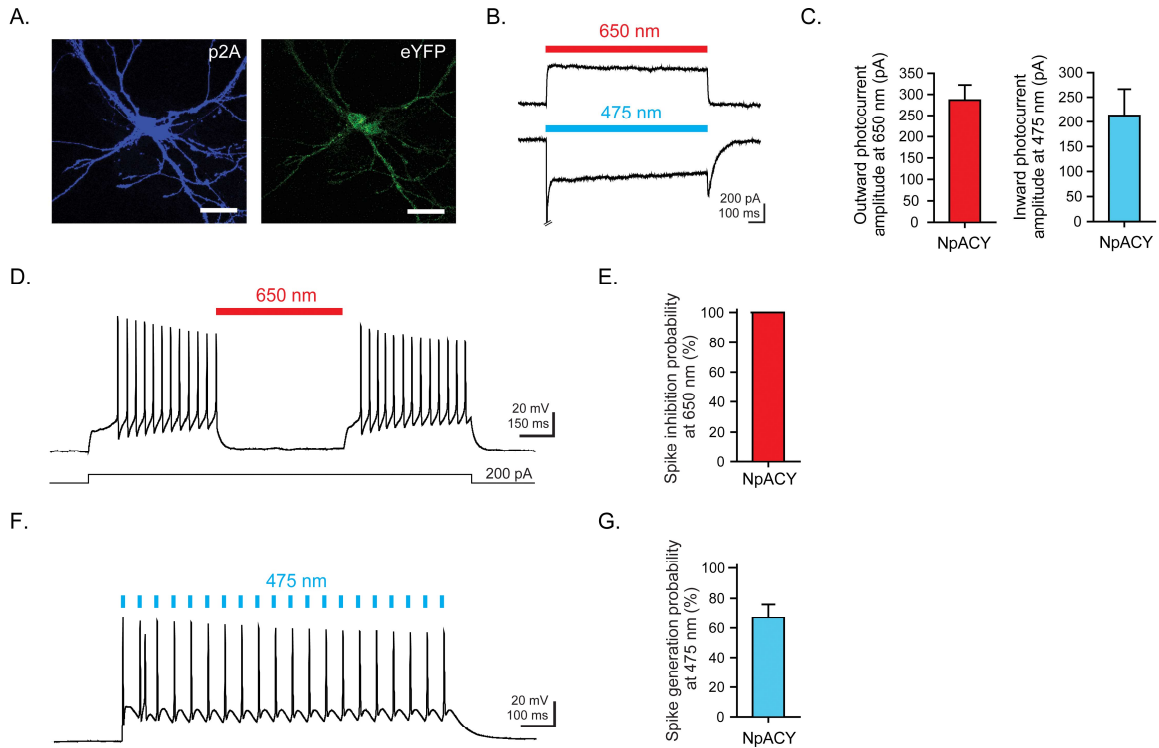 A.
p2A
eYFP
B.
650 nm
475 nm
200 pA
100 ms
C.
Outward photocurrent
amplitude at 650 nm (pA)
350
300
250
200
150
100
50
0
NpACY
Inward photocurrent
amplitude at 475 nm (pA)
300
250
200
150
100
50
0
NpACY
D.
650 nm
20 mV
150 ms
200 pA
E.
Spike inhibition probability
at 650 nm (%)
100
80
60
40
20
0
NpACY
F.
475 nm
20 mV
100 ms
G.
Spike generation probability
at 475 nm (%)
100
80
60
40
20
0
NpACY